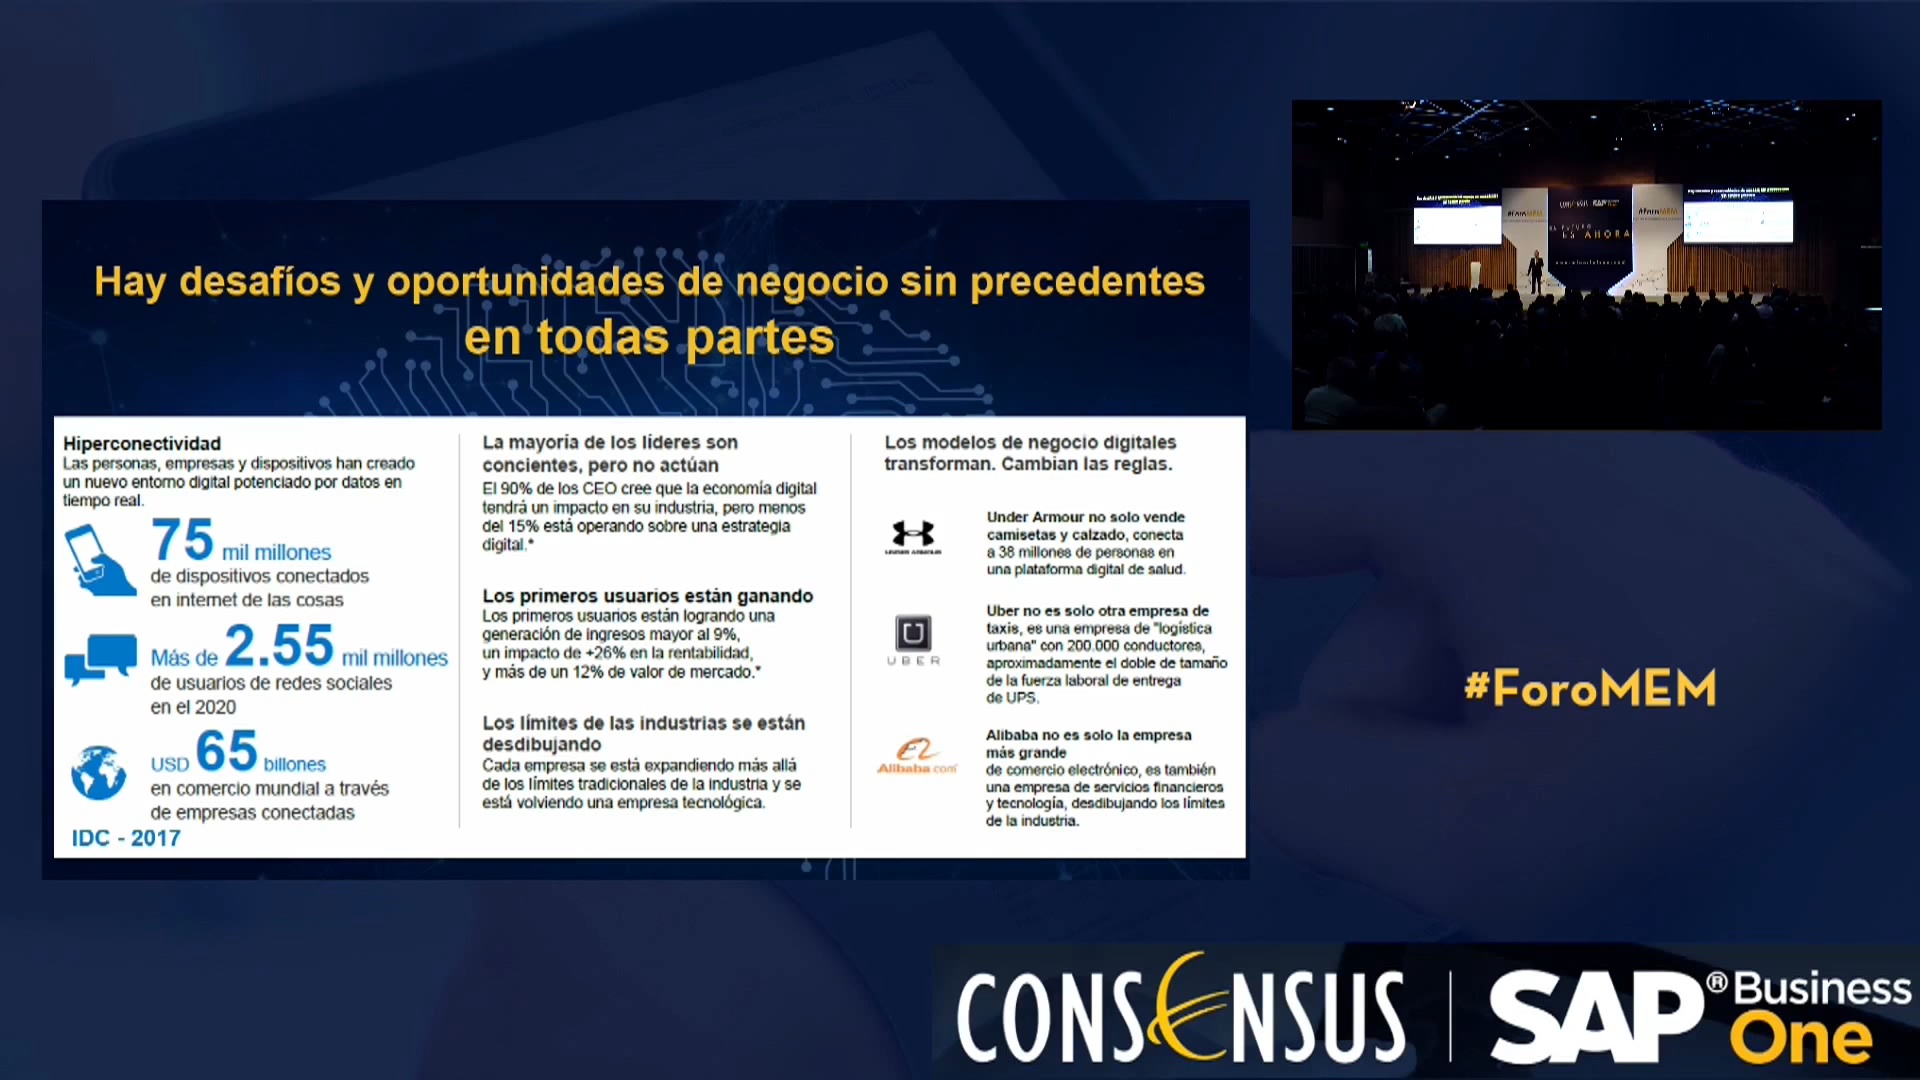 Hay desafíos y oportunidades de negocio sin precedentes
en todas partes
Hiperconectividad
Las personas, empresas y dispositivos han creado
un nuevo entorno digital potenciado por datos en
tiempo real.
75 mil millones
de dispositivos conectados
en internet de las cosas
Más de 2.55 mil millones
de usuarios de redes sociales
en el 2020
USD 65 billones
en comercio mundial a través
de empresas conectadas
IDC - 2017
La mayoría de los líderes son
concientes, pero no actúan
El 90% de los CEO cree que la economía digital
tendrá un impacto en su industria, pero menos
del 15% está operando sobre una estrategia
digital.*
Los primeros usuarios están ganando
Los primeros usuarios están logrando una
generación de ingresos mayor al 9%,
un impacto de +26% en la rentabilidad,
y más de un 12% de valor de mercado.*
Los límites de las industrias se están
desdibujando
Cada empresa se está expandiendo más allá
de los límites tradicionales de la industria y se
está volviendo una empresa tecnológica.
Los modelos de negocio digitales
transforman. Cambian las reglas.
UNDER ARMOUR
Under Armour no solo vende
camisetas y calzado, conecta
a 38 millones de personas en
una plataforma digital de salud.
UBER
Uber no es solo otra empresa de
taxis, es una empresa de "logística
urbana" con 200.000 conductores,
aproximadamente el doble de tamaño
de la fuerza laboral de entrega
de UPS.
Alibaba.com
Alibaba no es solo la empresa
más grande
de comercio electrónico, es también
una empresa de servicios financieros
y tecnología, desdibujando los límites
de la industria.
#ForoMEM
CONSENSUS
SAP
EL FUTURO
ES AHORA
#ForoMEM
#ForoMEM
CONSENSUS
SAP® Business
One